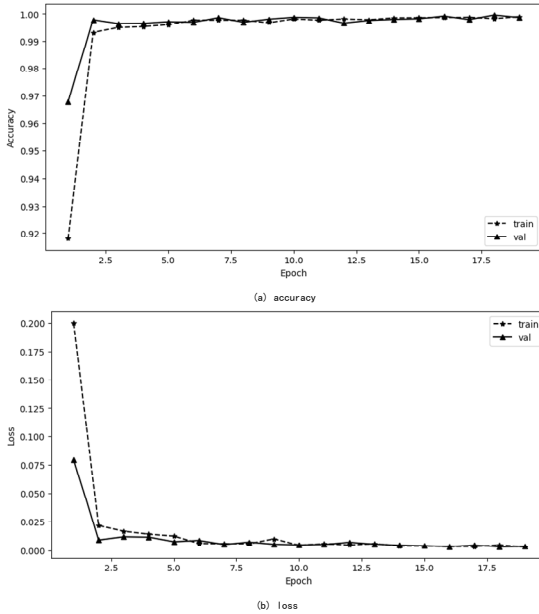 1.00
0.99
0.98
0.97
0.96
0.95
0.94
0.93
0.92
Accuracy
train
val
2.5 5.0 7.5 10.0 12.5 15.0 17.5
Epoch
(a) accuracy
0.200
0.175
0.150
0.125
0.100
0.075
0.050
0.025
0.000
Loss
train
val
2.5 5.0 7.5 10.0 12.5 15.0 17.5
Epoch
(b) loss